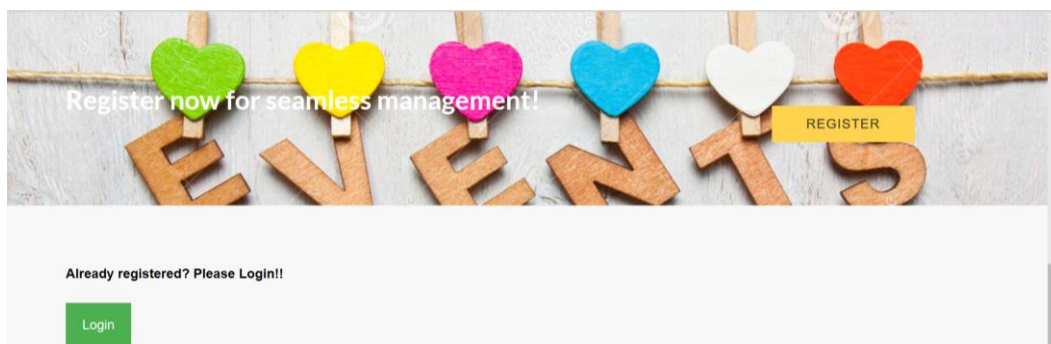 Register now for seamless management!
REGISTER
EVENTS
Already registered? Please Login!!
Login